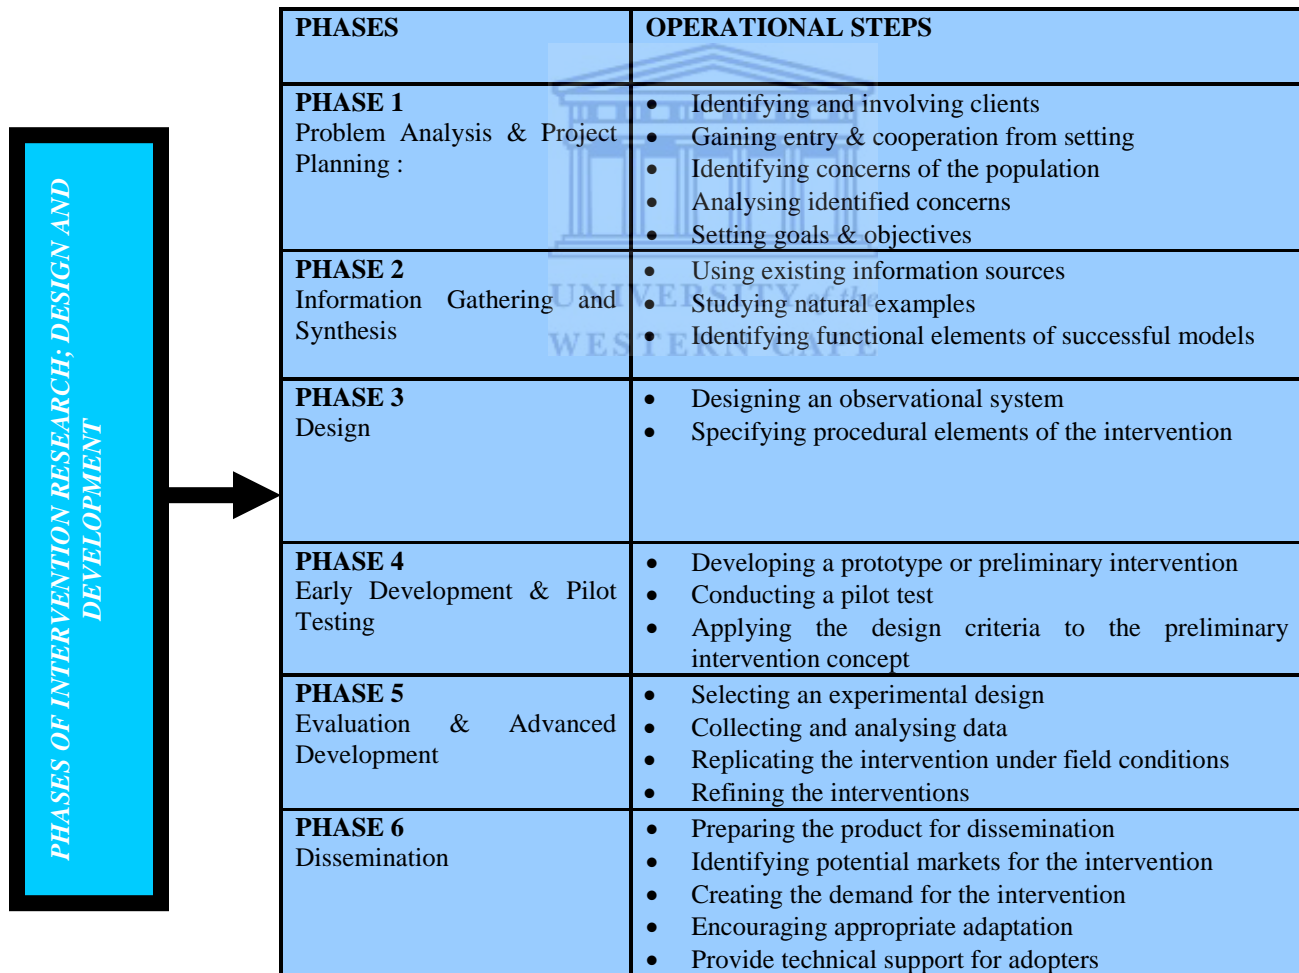 PHASES OF INTERVENTION RESEARCH; DESIGN AND
DEVELOPMENT
PHASES
OPERATIONAL STEPS
PHASE 1
Problem Analysis & Project
Planning :
• Identifying and involving clients
• Gaining entry & cooperation from setting
• Identifying concerns of the population
• Analysing identified concerns
• Setting goals & objectives
PHASE 2
Information Gathering and
Synthesis
• Using existing information sources
• Studying natural examples
• Identifying functional elements of successful models
UNIVERSITY of the
WESTERN CAPE
PHASE 3
Design
• Designing an observational system
• Specifying procedural elements of the intervention
PHASE 4
Early Development & Pilot
Testing
• Developing a prototype or preliminary intervention
• Conducting a pilot test
• Applying the design criteria to the preliminary
intervention concept
PHASE 5
Evaluation & Advanced
Development
• Selecting an experimental design
• Collecting and analysing data
• Replicating the intervention under field conditions
• Refining the interventions
PHASE 6
Dissemination
• Preparing the product for dissemination
• Identifying potential markets for the intervention
• Creating the demand for the intervention
• Encouraging appropriate adaptation
• Provide technical support for adopters